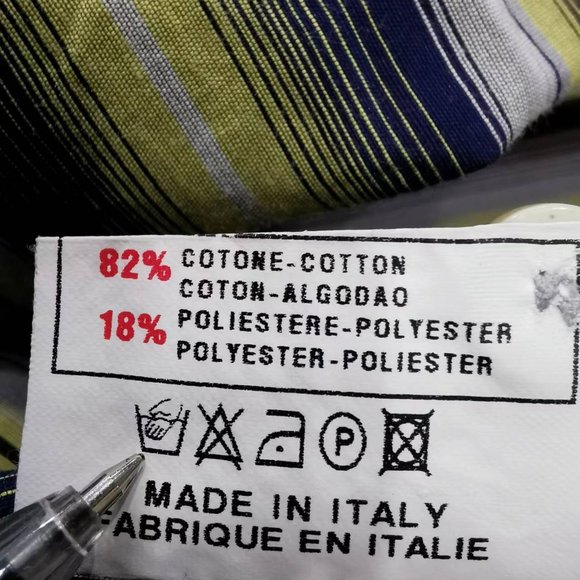 82% COTONE-COTTON
COTON-ALGODAO
18% POLIESTERE-POLYESTER
POLYESTER-POLIESTER
P
MADE IN ITALY
FABRIQUE EN ITALIE